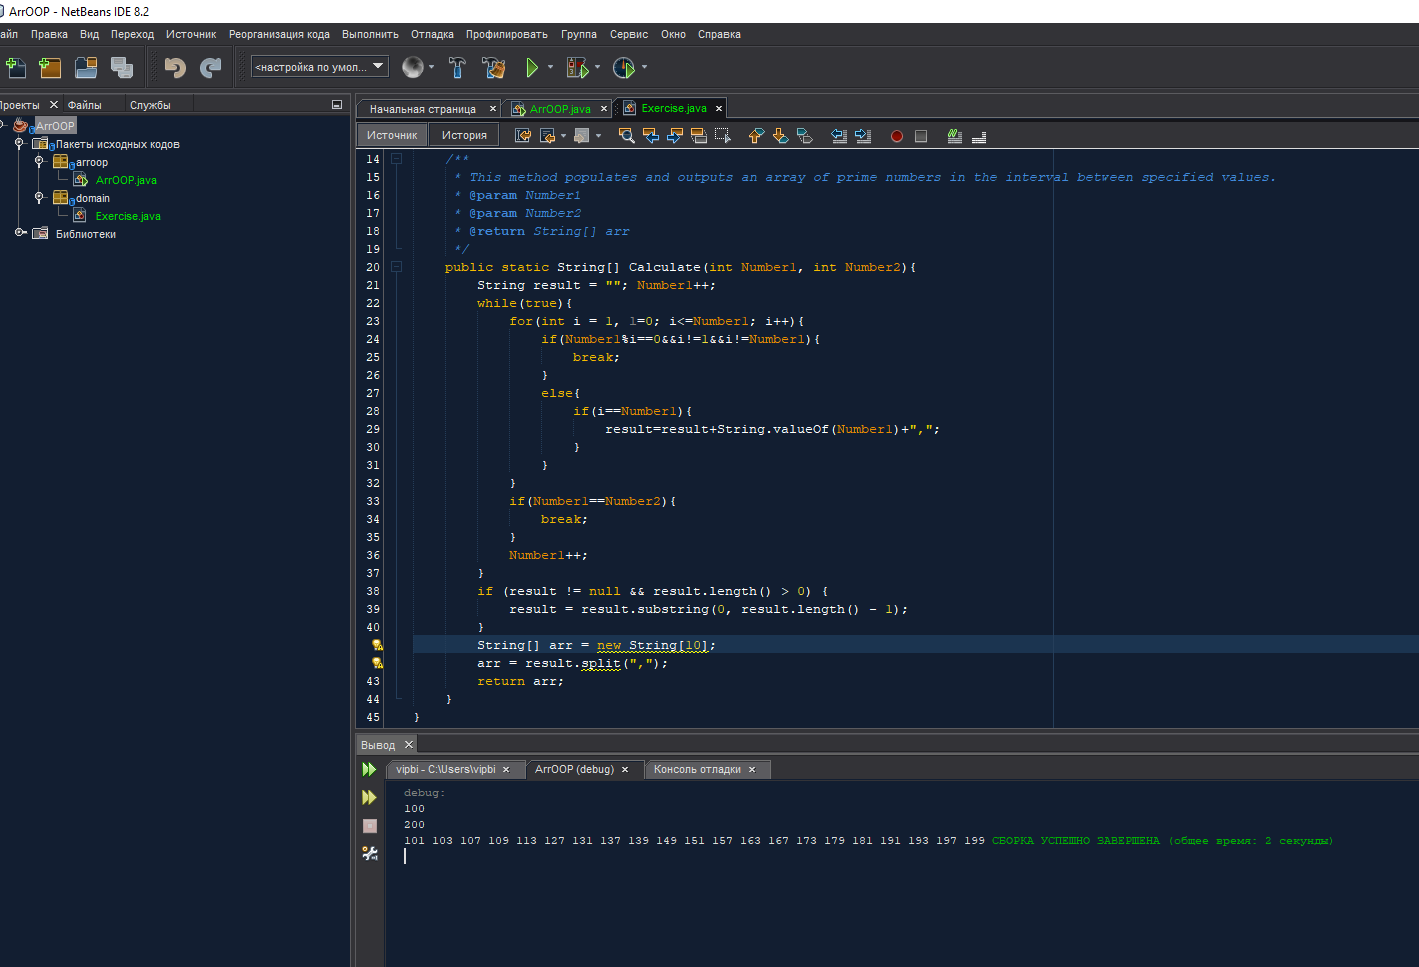 ArrOOP - NetBeans IDE 8.2
айл Правка Вид Переход Источник Реорганизация кода Выполнить Отладка Профилировать Группа Сервис Окно Справка
<настройка по умол...
Проекты Файлы Службы
ArrOOP
Пакеты исходных кодов
arroop
ArrOOP.java
domain
Exercise.java
Библиотеки
Начальная страница ArrOOP.java Exercise.java
Источник История
14 /**
15 * This method populates and outputs an array of prime numbers in the interval between specified values.
16 * @param Number1
17 * @param Number2
18 * @return String[] arr
19 */
20 public static String[] Calculate(int Number1, int Number2){
21 String result = ""; Number1++;
22 while(true){
23 for(int i = 1, l=0; i<=Number1; i++){
24 if(Number1%i==0&&i!=1&&i!=Number1){
25 break;
26 }
27 else{
28 if(i==Number1){
29 result=result+String.valueOf(Number1)+",";
30 }
31 }
32 }
33 if(Number1==Number2){
34 break;
35 }
36 Number1++;
37 }
38 if (result != null && result.length() > 0) {
39 result = result.substring(0, result.length() - 1);
40 }
String[] arr = new String[10];
arr = result.split(",");
43 return arr;
44 }
45 }
Вывод
vipbi - C:\Users\vipbi ArrOOP (debug) Консоль отладки
debug:
100
200
101 103 107 109 113 127 131 137 139 149 151 157 163 167 173 179 181 191 193 197 199 СБОРКА УСПЕШНО ЗАВЕРШЕНА (общее время: 2 секунды)